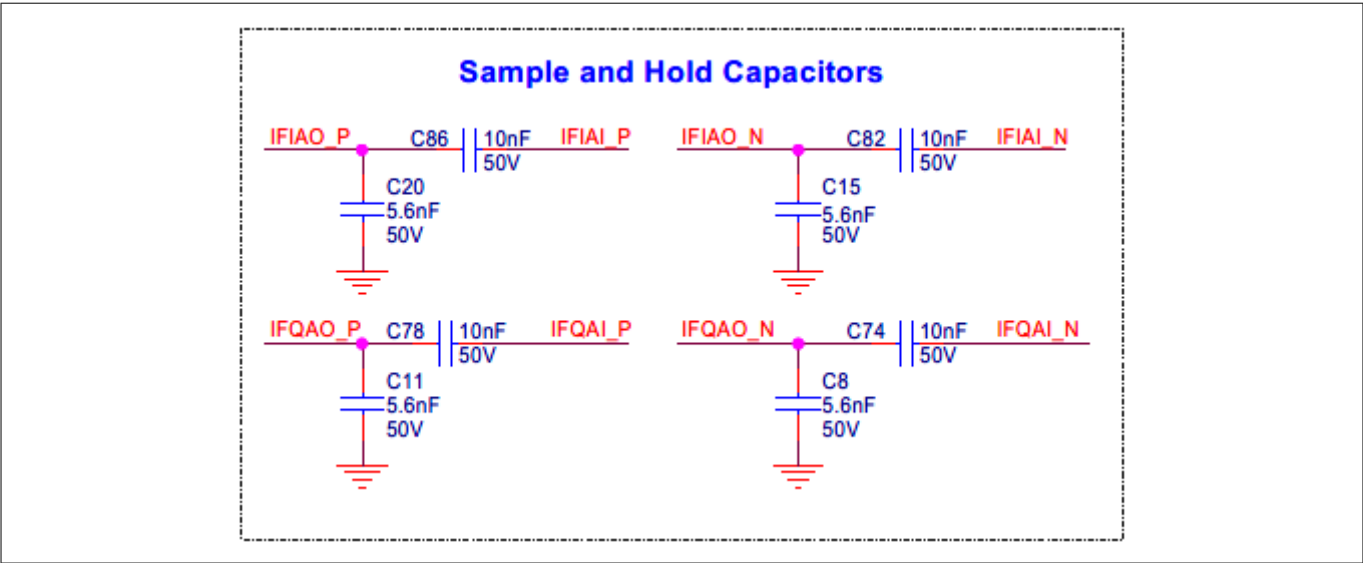 Sample and Hold Capacitors
IFIAO_P C86 10nF IFIAI_P
50V
C20
5.6nF
50V
IFIAO_N C82 10nF IFIAI_N
50V
C15
5.6nF
50V
IFQAO_P C78 10nF IFQAI_P
50V
C11
5.6nF
50V
IFQAO_N C74 10nF IFQAI_N
50V
C8
5.6nF
50V